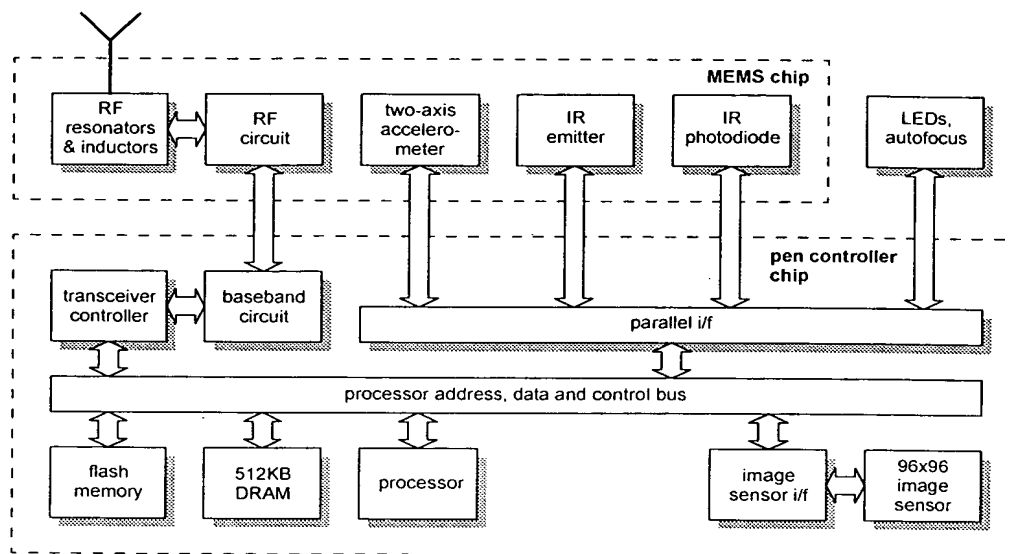 MEMS chip
RF
resonators
& inductors
RF
circuit
two-axis
accelero-
meter
IR
emitter
IR
photodiode
LEDs,
autofocus
pen controller
chip
transceiver
controller
baseband
circuit
parallel i/f
processor address, data and control bus
flash
memory
512KB
DRAM
processor
image
sensor i/f
96x96
image
sensor